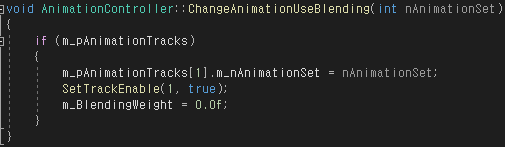 void AnimationController::ChangeAnimationUseBlending(int nAnimationSet)
{
if (m_pAnimationTracks)
{
m_pAnimationTracks[1].m_nAnimationSet = nAnimationSet;
SetTrackEnable(1, true);
m_BlendingWeight = 0.0f;
}
}